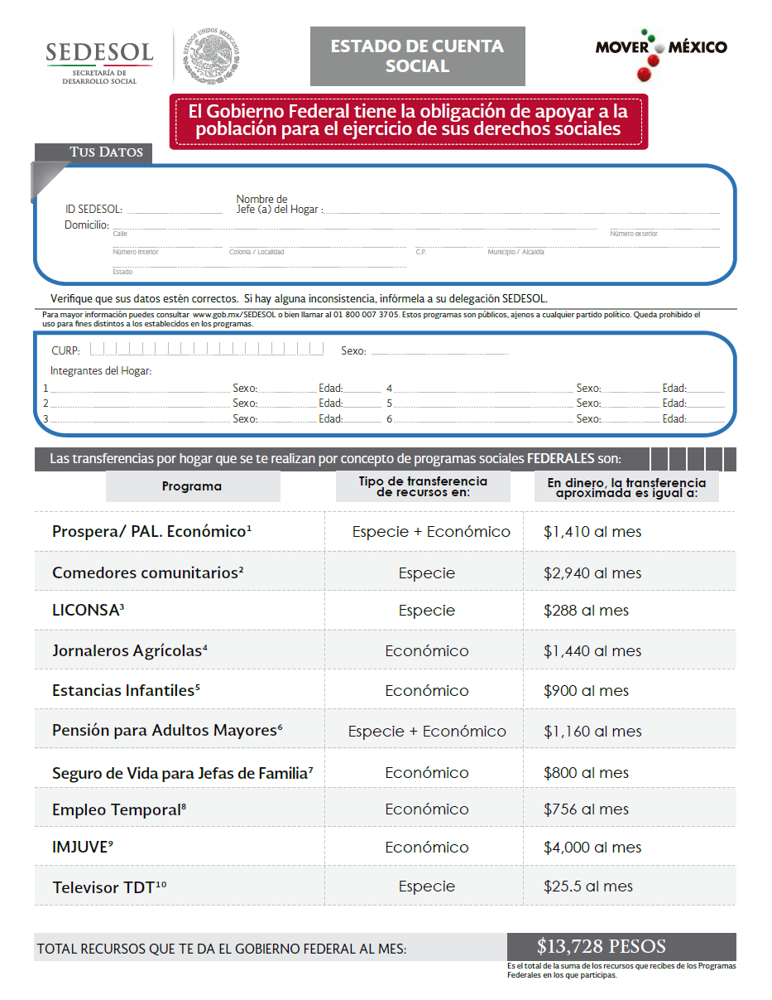 SEDESOL
SECRETARÍA DE
DESARROLLO SOCIAL
ESTADOS UNIDOS MEXICANOS
ESTADO DE CUENTA
SOCIAL
MOVER MÉXICO
El Gobierno Federal tiene la obligación de apoyar a la
población para el ejercicio de sus derechos sociales
TUS DATOS
ID SEDESOL:
Nombre de
Jefe (a) del Hogar :
Domicilio:
Calle
Número exterior
Número Interior
Colonia / Localidad
C.P.
Municipio / Alcaldía
Estado
Verifique que sus datos estén correctos. Si hay alguna inconsistencia, infórmela a su delegación SEDESOL.
Para mayor información puedes consultar www.gob.mx/SEDESOL o bien llamar al 01 800 007 3705. Estos programas son públicos, ajenos a cualquier partido político. Queda prohibido el
uso para fines distintos a los establecidos en los programas.
CURP: Sexo:
Integrantes del Hogar:
1 Sexo: Edad: 4 Sexo: Edad:
2 Sexo: Edad: 5 Sexo: Edad:
3 Sexo: Edad: 6 Sexo: Edad:
Las transferencias por hogar que se te realizan por concepto de programas sociales FEDERALES son:
Programa
Tipo de transferencia
de recursos en:
En dinero, la transferencia
aproximada es igual a:
Prospera/ PAL. Económico¹ Especie + Económico $1,410 al mes
Comedores comunitarios² Especie $2,940 al mes
LICONSA³ Especie $288 al mes
Jornaleros Agrícolas⁴ Económico $1,440 al mes
Estancias Infantiles⁵ Económico $900 al mes
Pensión para Adultos Mayores⁶ Especie + Económico $1,160 al mes
Seguro de Vida para Jefas de Familia⁷ Económico $800 al mes
Empleo Temporal⁸ Económico $756 al mes
IMJUVE⁹ Económico $4,000 al mes
Televisor TDT¹⁰ Especie $25.5 al mes
TOTAL RECURSOS QUE TE DA EL GOBIERNO FEDERAL AL MES: $13,728 PESOS
Es el total de la suma de los recursos que recibes de los Programas
Federales en los que participas.